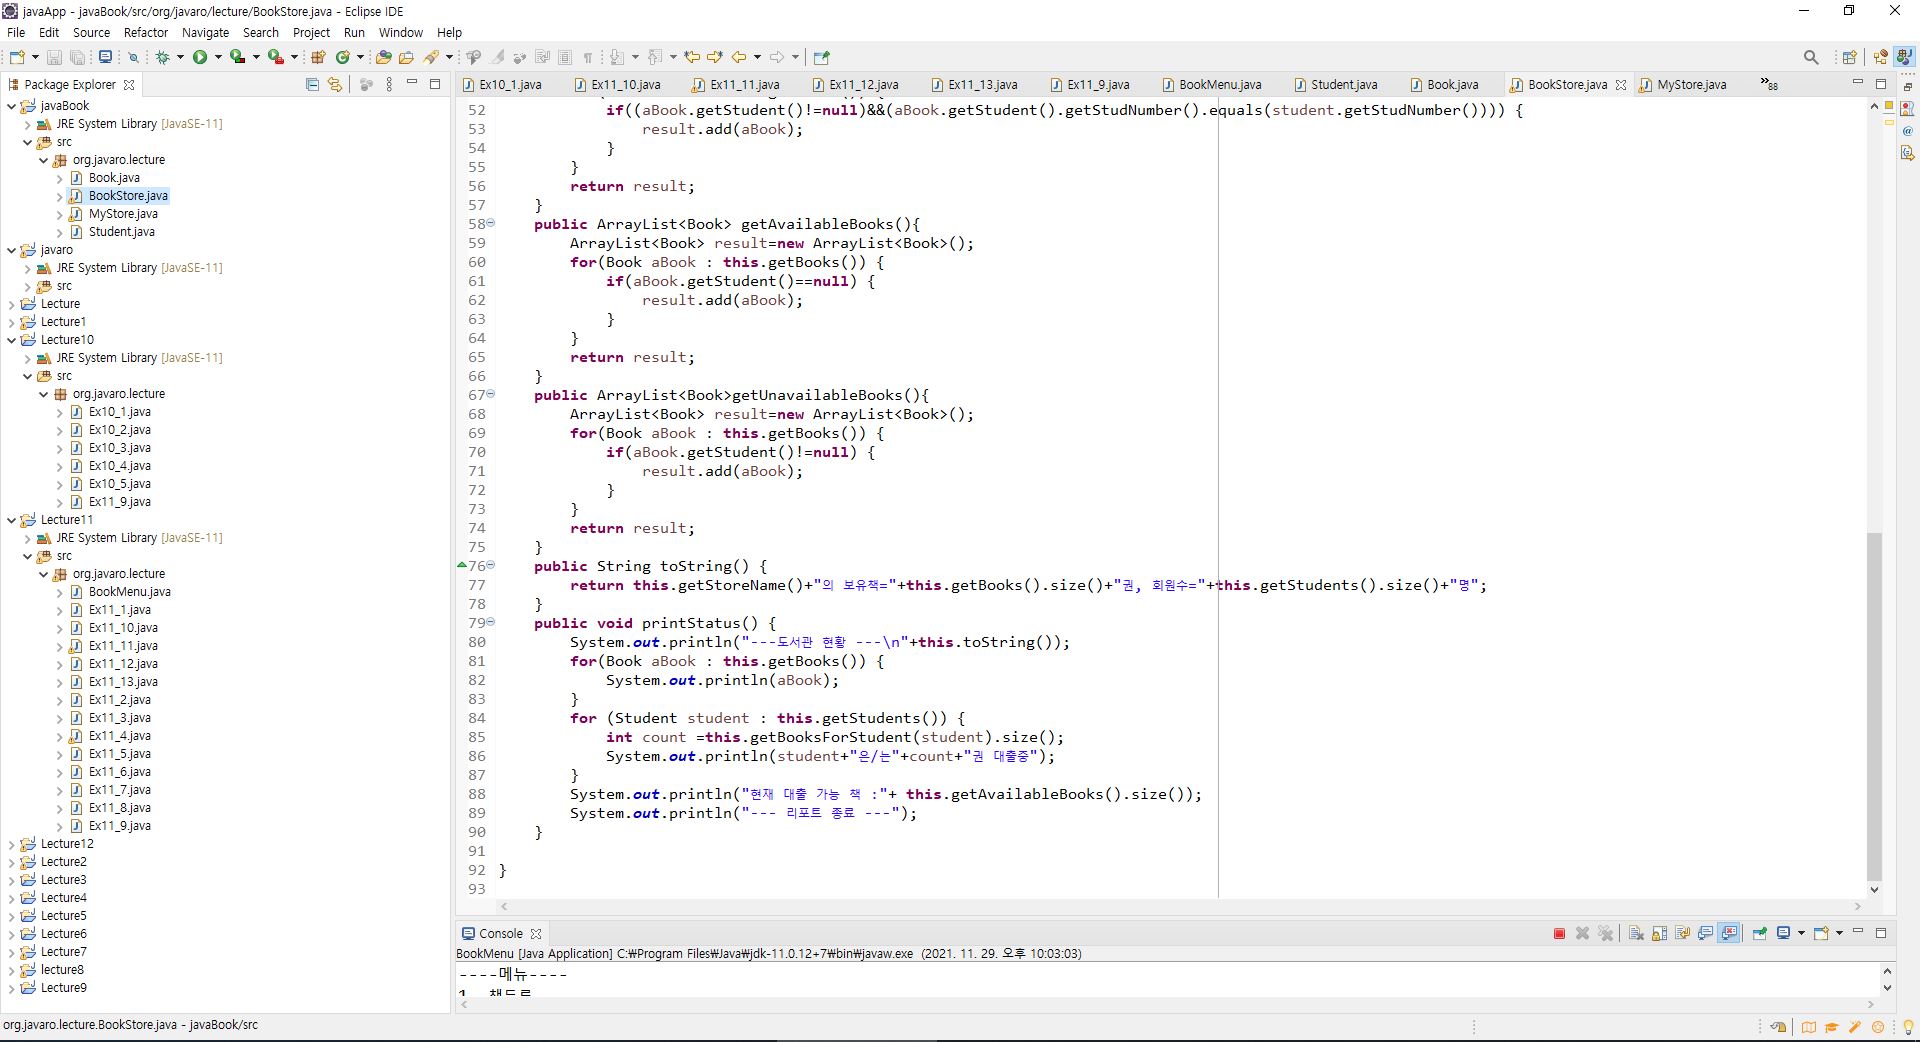 javaApp - javaBook/src/org/javaro/lecture/BookStore.java - Eclipse IDE
File Edit Source Refactor Navigate Search Project Run Window Help
Package Explorer
javaBook
JRE System Library [JavaSE-11]
src
org.javaro.lecture
Book.java
BookStore.java
MyStore.java
Student.java
javaro
JRE System Library [JavaSE-11]
src
Lecture
Lecture1
Lecture10
JRE System Library [JavaSE-11]
src
org.javaro.lecture
Ex10_1.java
Ex10_2.java
Ex10_3.java
Ex10_4.java
Ex10_5.java
Ex11_9.java
Lecture11
JRE System Library [JavaSE-11]
src
org.javaro.lecture
BookMenu.java
Ex11_1.java
Ex11_10.java
Ex11_11.java
Ex11_12.java
Ex11_13.java
Ex11_2.java
Ex11_3.java
Ex11_4.java
Ex11_5.java
Ex11_6.java
Ex11_7.java
Ex11_8.java
Ex11_9.java
Lecture12
Lecture2
Lecture3
Lecture4
Lecture5
Lecture6
Lecture7
lecture8
Lecture9
Ex10_1.java Ex11_10.java Ex11_11.java Ex11_12.java Ex11_13.java Ex11_9.java BookMenu.java Student.java Book.java BookStore.java MyStore.java »88
52 if((aBook.getStudent()!=null)&&(aBook.getStudent().getStudNumber().equals(student.getStudNumber()))) {
53 result.add(aBook);
54 }
55 }
56 return result;
57 }
58 public ArrayList<Book> getAvailableBooks(){
59 ArrayList<Book> result=new ArrayList<Book>();
60 for(Book aBook : this.getBooks()) {
61 if(aBook.getStudent()==null) {
62 result.add(aBook);
63 }
64 }
65 return result;
66 }
67 public ArrayList<Book>getUnavailableBooks(){
68 ArrayList<Book> result=new ArrayList<Book>();
69 for(Book aBook : this.getBooks()) {
70 if(aBook.getStudent()!=null) {
71 result.add(aBook);
72 }
73 }
74 return result;
75 }
76 public String toString() {
77 return this.getStoreName()+"의 보유책="+this.getBooks().size()+"권, 회원수="+this.getStudents().size()+"명";
78 }
79 public void printStatus() {
80 System.out.println("---도서관 현황 ---\n"+this.toString());
81 for(Book aBook : this.getBooks()) {
82 System.out.println(aBook);
83 }
84 for (Student student : this.getStudents()) {
85 int count =this.getBooksForStudent(student).size();
86 System.out.println(student+"은/는"+count+"권 대출중");
87 }
88 System.out.println("현재 대출 가능 책 :"+ this.getAvailableBooks().size());
89 System.out.println("--- 리포트 종료 ---");
90 }
91
92 }
93
Console
BookMenu [Java Application] C:₩Program Files₩Java₩jdk-11.0.12+7₩bin₩javaw.exe (2021. 11. 29. 오후 10:03:03)
----메뉴----
org.javaro.lecture.BookStore.java - javaBook/src